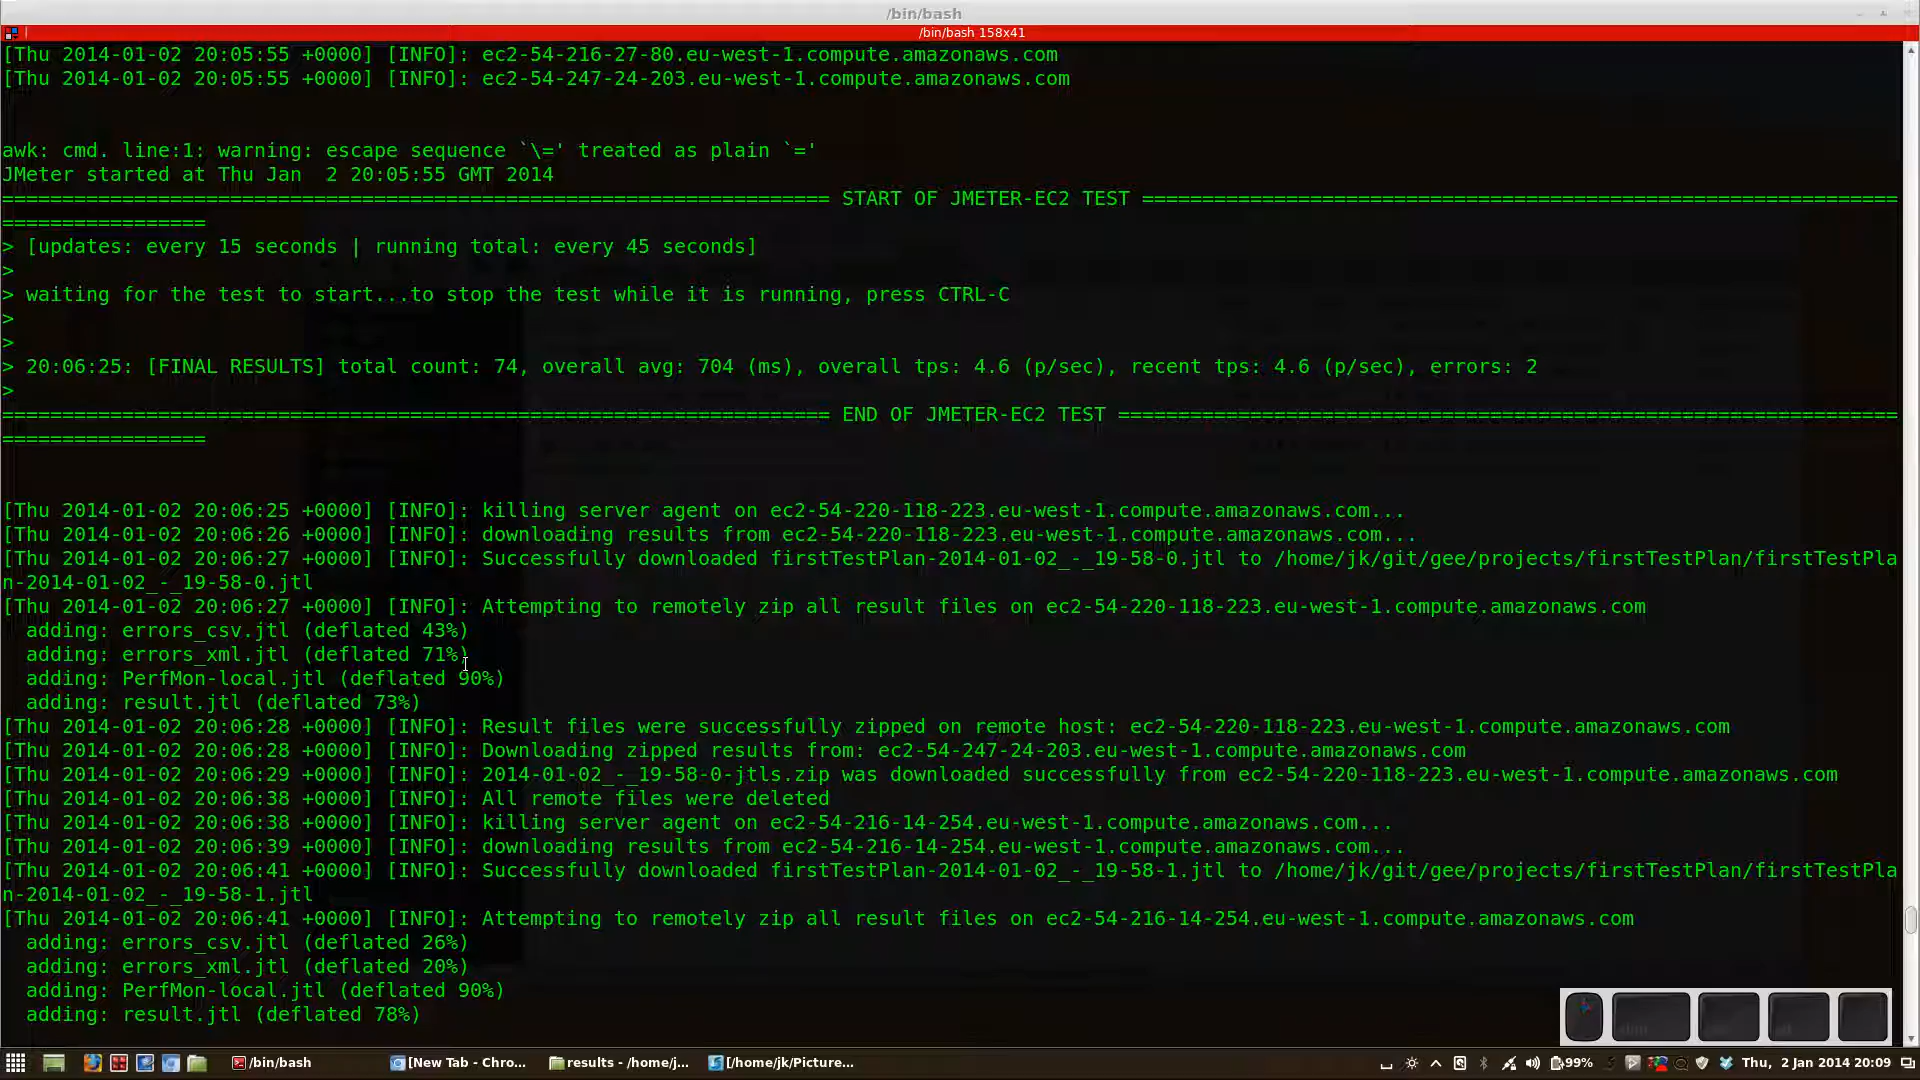 /bin/bash
/bin/bash 158x41
[Thu 2014-01-02 20:05:55 +0000] [INFO]: ec2-54-216-27-80.eu-west-1.compute.amazonaws.com
[Thu 2014-01-02 20:05:55 +0000] [INFO]: ec2-54-247-24-203.eu-west-1.compute.amazonaws.com
awk: cmd. line:1: warning: escape sequence `\=' treated as plain `='
JMeter started at Thu Jan  2 20:05:55 GMT 2014
===================================================================== START OF JMETER-EC2 TEST ===============================================================
=================
> [updates: every 15 seconds | running total: every 45 seconds]
>
> waiting for the test to start...to stop the test while it is running, press CTRL-C
>
>
> 20:06:25: [FINAL RESULTS] total count: 74, overall avg: 704 (ms), overall tps: 4.6 (p/sec), recent tps: 4.6 (p/sec), errors: 2
>
===================================================================== END OF JMETER-EC2 TEST =================================================================
=================
[Thu 2014-01-02 20:06:25 +0000] [INFO]: killing server agent on ec2-54-220-118-223.eu-west-1.compute.amazonaws.com...
[Thu 2014-01-02 20:06:26 +0000] [INFO]: downloading results from ec2-54-220-118-223.eu-west-1.compute.amazonaws.com...
[Thu 2014-01-02 20:06:27 +0000] [INFO]: Successfully downloaded firstTestPlan-2014-01-02_-_19-58-0.jtl to /home/jk/git/gee/projects/firstTestPlan/firstTestPla
n-2014-01-02_-_19-58-0.jtl
[Thu 2014-01-02 20:06:27 +0000] [INFO]: Attempting to remotely zip all result files on ec2-54-220-118-223.eu-west-1.compute.amazonaws.com
adding: errors_csv.jtl (deflated 43%)
adding: errors_xml.jtl (deflated 71%)
adding: PerfMon-local.jtl (deflated 90%)
adding: result.jtl (deflated 73%)
[Thu 2014-01-02 20:06:28 +0000] [INFO]: Result files were successfully zipped on remote host: ec2-54-220-118-223.eu-west-1.compute.amazonaws.com
[Thu 2014-01-02 20:06:28 +0000] [INFO]: Downloading zipped results from: ec2-54-247-24-203.eu-west-1.compute.amazonaws.com
[Thu 2014-01-02 20:06:29 +0000] [INFO]: 2014-01-02_-_19-58-0-jtls.zip was downloaded successfully from ec2-54-220-118-223.eu-west-1.compute.amazonaws.com
[Thu 2014-01-02 20:06:38 +0000] [INFO]: All remote files were deleted
[Thu 2014-01-02 20:06:38 +0000] [INFO]: killing server agent on ec2-54-216-14-254.eu-west-1.compute.amazonaws.com...
[Thu 2014-01-02 20:06:39 +0000] [INFO]: downloading results from ec2-54-216-14-254.eu-west-1.compute.amazonaws.com...
[Thu 2014-01-02 20:06:41 +0000] [INFO]: Successfully downloaded firstTestPlan-2014-01-02_-_19-58-1.jtl to /home/jk/git/gee/projects/firstTestPlan/firstTestPla
n-2014-01-02_-_19-58-1.jtl
[Thu 2014-01-02 20:06:41 +0000] [INFO]: Attempting to remotely zip all result files on ec2-54-216-14-254.eu-west-1.compute.amazonaws.com
adding: errors_csv.jtl (deflated 26%)
adding: errors_xml.jtl (deflated 20%)
adding: PerfMon-local.jtl (deflated 90%)
adding: result.jtl (deflated 78%)
/bin/bash [New Tab - Chro... results - /home/j... [/home/jk/Picture... 99% Thu, 2 Jan 2014 20:09